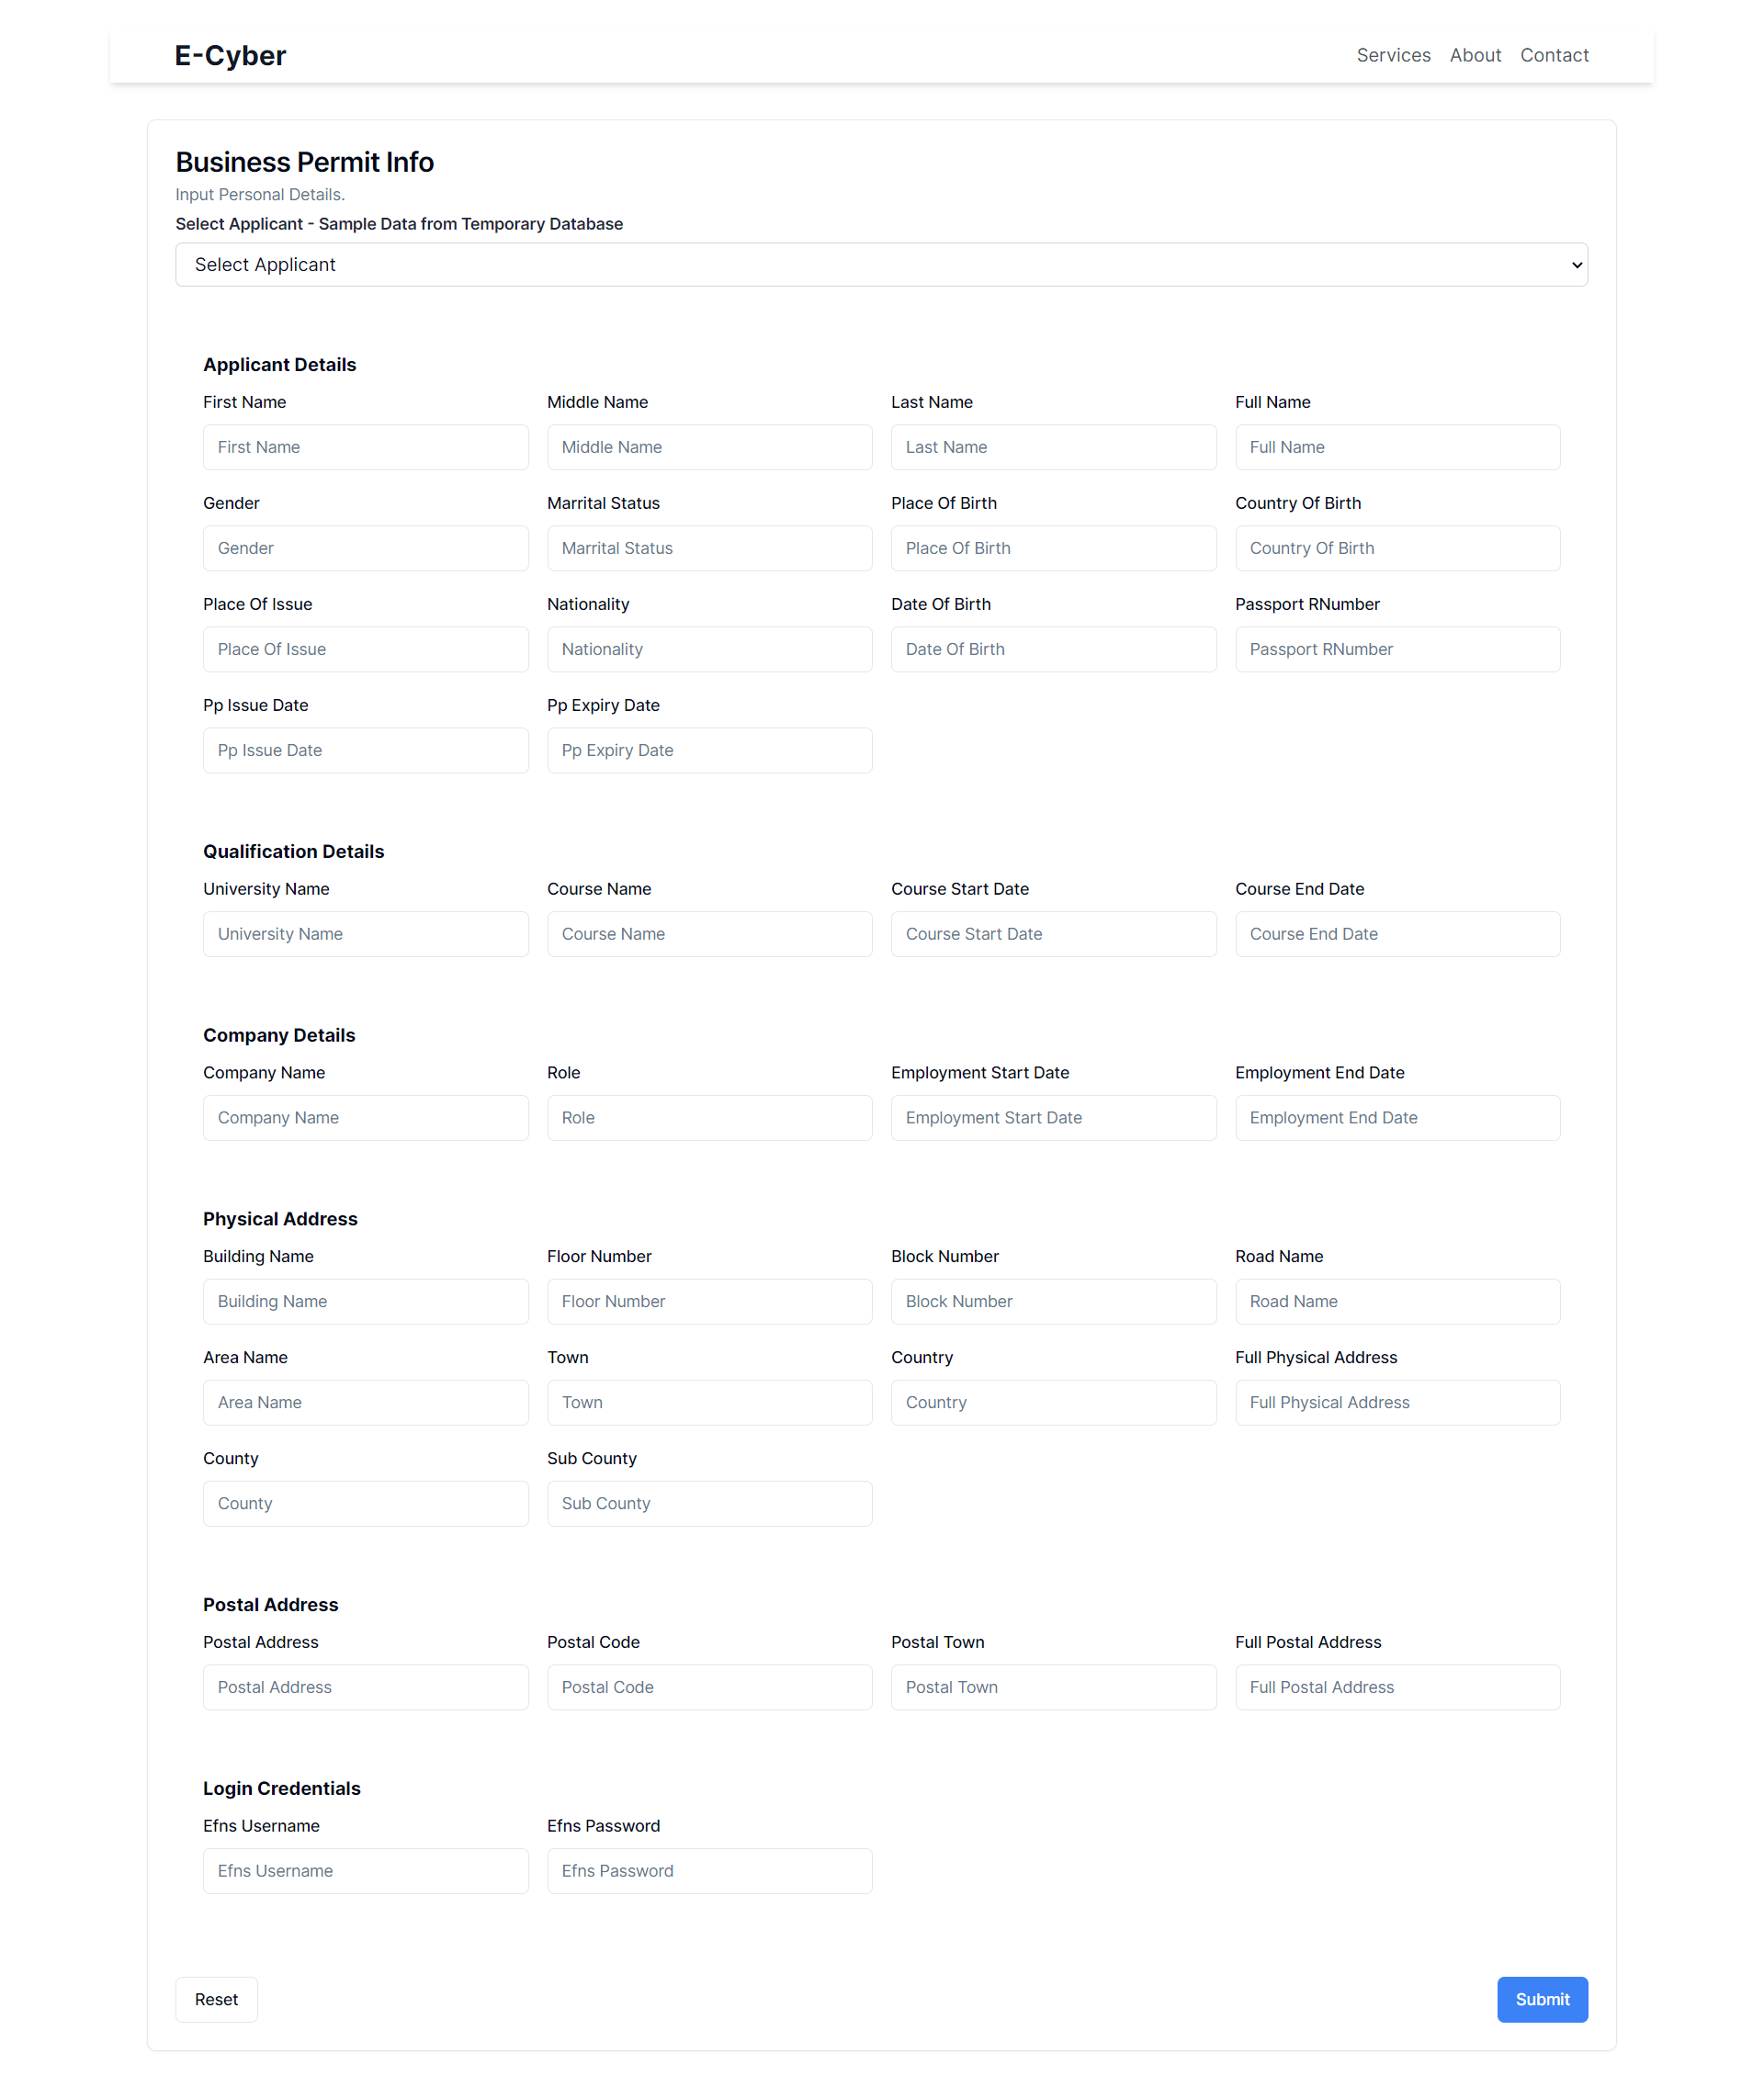 E-Cyber
Services About Contact
Business Permit Info
Input Personal Details.
Select Applicant - Sample Data from Temporary Database
Select Applicant
Applicant Details
First Name Middle Name Last Name Full Name
First Name Middle Name Last Name Full Name
Gender Marrital Status Place Of Birth Country Of Birth
Gender Marrital Status Place Of Birth Country Of Birth
Place Of Issue Nationality Date Of Birth Passport RNumber
Place Of Issue Nationality Date Of Birth Passport RNumber
Pp Issue Date Pp Expiry Date
Pp Issue Date Pp Expiry Date
Qualification Details
University Name Course Name Course Start Date Course End Date
University Name Course Name Course Start Date Course End Date
Company Details
Company Name Role Employment Start Date Employment End Date
Company Name Role Employment Start Date Employment End Date
Physical Address
Building Name Floor Number Block Number Road Name
Building Name Floor Number Block Number Road Name
Area Name Town Country Full Physical Address
Area Name Town Country Full Physical Address
County Sub County
County Sub County
Postal Address
Postal Address Postal Code Postal Town Full Postal Address
Postal Address Postal Code Postal Town Full Postal Address
Login Credentials
Efns Username Efns Password
Efns Username Efns Password
Reset Submit